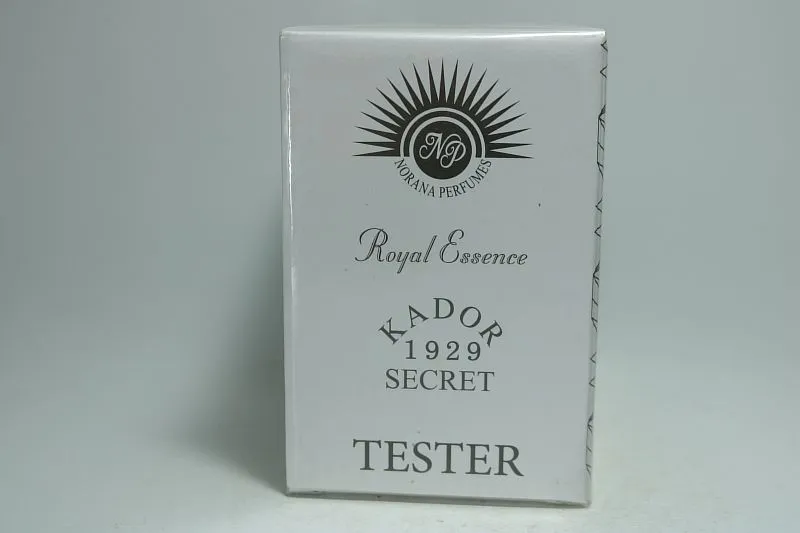 NP
NORANA PERFUMES
Royal Essence
KADOR
1929
SECRET
TESTER